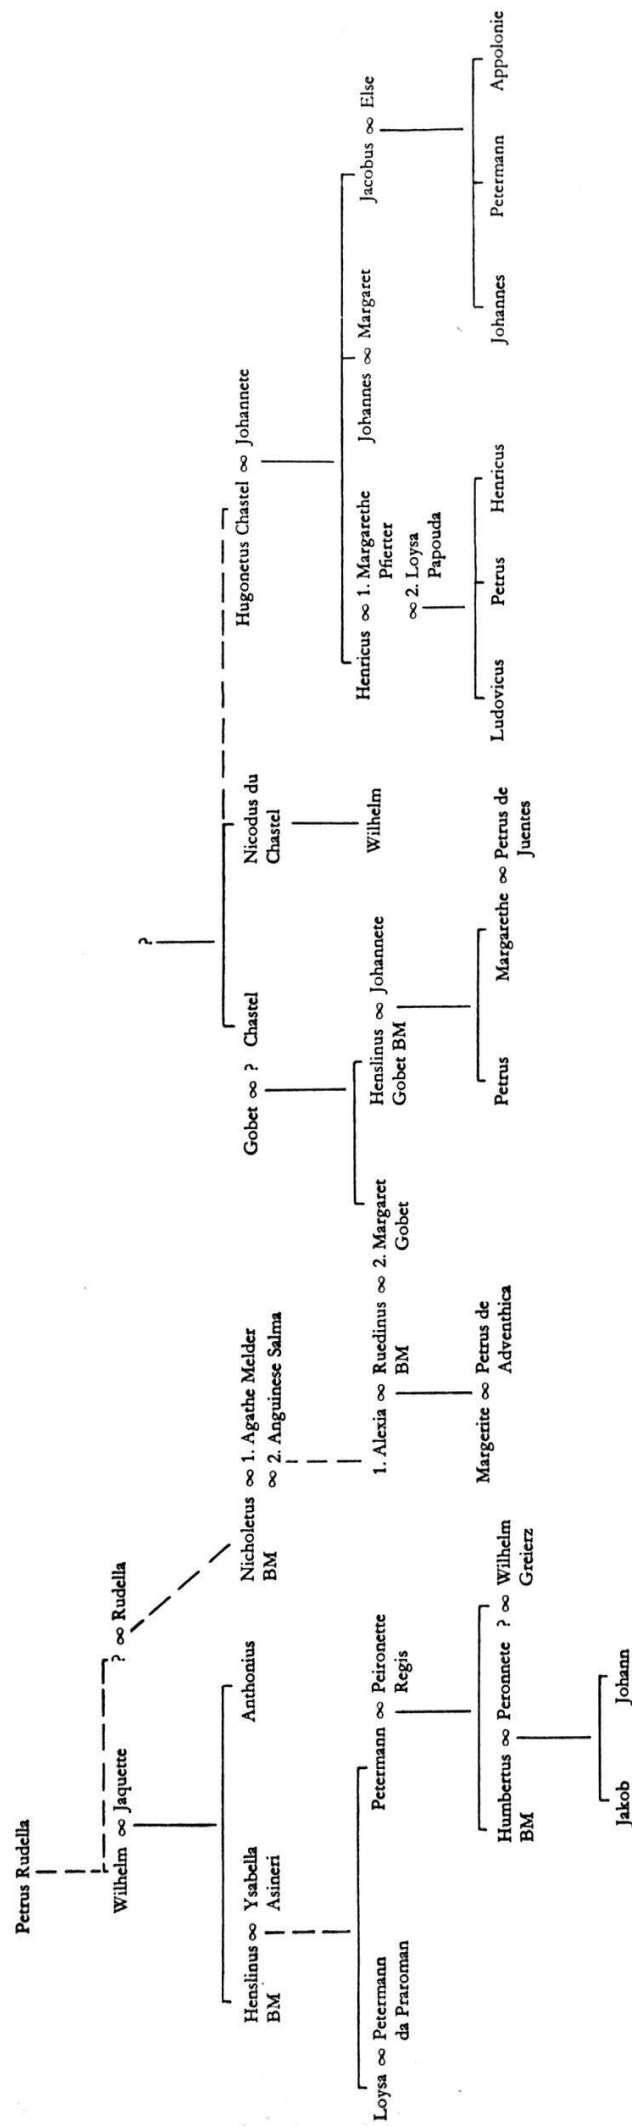 Petrus Rudella
Wilhelm ∞ Jaquette
? ∞ Rudella
?
Henslinus ∞ Ysabella
BM Asineri
Anthonius
Nicholetus ∞ 1. Agathe Melder
BM ∞ 2. Anguinese Salma
Gobet ∞ ?
Chastel
Nicodus du
Chastel
Hugonetus Chastel ∞ Johannete
Loysa ∞ Petermann
da Praroman
Petermann ∞ Peironette
Regis
1. Alexia ∞ Ruedinus ∞ 2. Margaret
BM Gobet
Henslinus ∞ Johannete
Gobet BM
Wilhelm
Henricus ∞ 1. Margarethe
Pfierter
∞ 2. Loysa
Papouda
Johannes ∞ Margaret
Jacobus ∞ Else
Humbertus ∞ Peronnete
BM
? ∞ Wilhelm
Greierz
Margerite ∞ Petrus de
Adventhica
Petrus
Margarethe ∞ Petrus de
Juentes
Ludovicus
Petrus
Henricus
Johannes
Petermann
Appolonie
Jakob
Johann